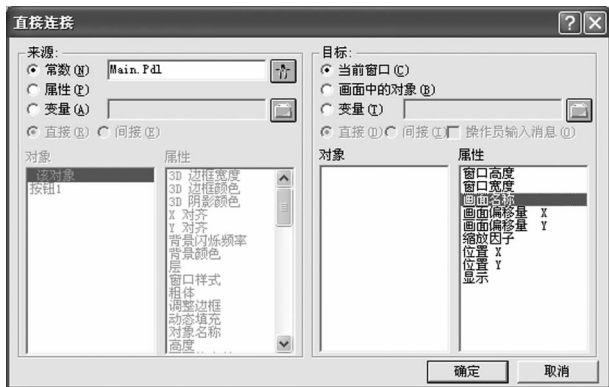 直接连接
来源:
常数(N)
Main.Pdl
属性(P)
变量(A)
直接(R)
间接(E)
对象
该对象
按钮1
属性
3D 边框宽度
3D 边框颜色
3D 阴影颜色
X 对齐
Y 对齐
背景闪烁频率
背景颜色
层
窗口样式
粗体
调整边框
动态填充
对象名称
高度
目标:
当前窗口(C)
画面中的对象(B)
变量(T)
直接(D)
间接(I)
操作员输入消息(O)
对象
属性
窗口高度
窗口宽度
画面名称
画面偏移量 X
画面偏移量 Y
缩放因子
位置 X
位置 Y
显示
确定
取消